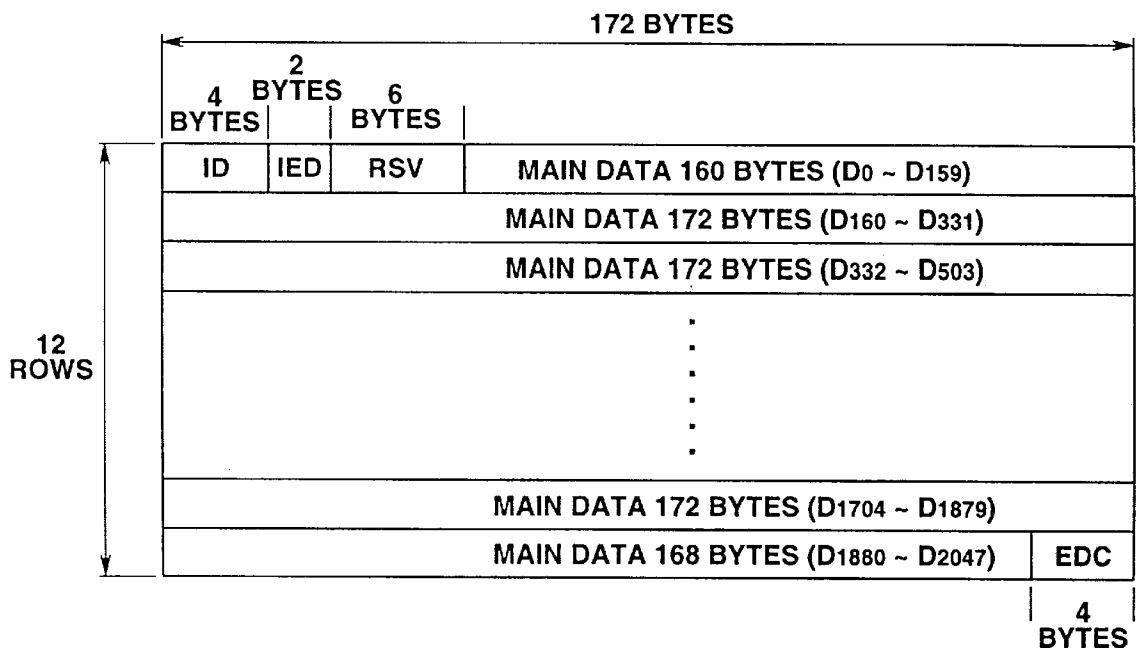 172 BYTES
2
BYTES
4
BYTES
6
BYTES
ID
IED
RSV
MAIN DATA 160 BYTES (D0 ~ D159)
MAIN DATA 172 BYTES (D160 ~ D331)
MAIN DATA 172 BYTES (D332 ~ D503)
12
ROWS
MAIN DATA 172 BYTES (D1704 ~ D1879)
MAIN DATA 168 BYTES (D1880 ~ D2047)
EDC
4
BYTES